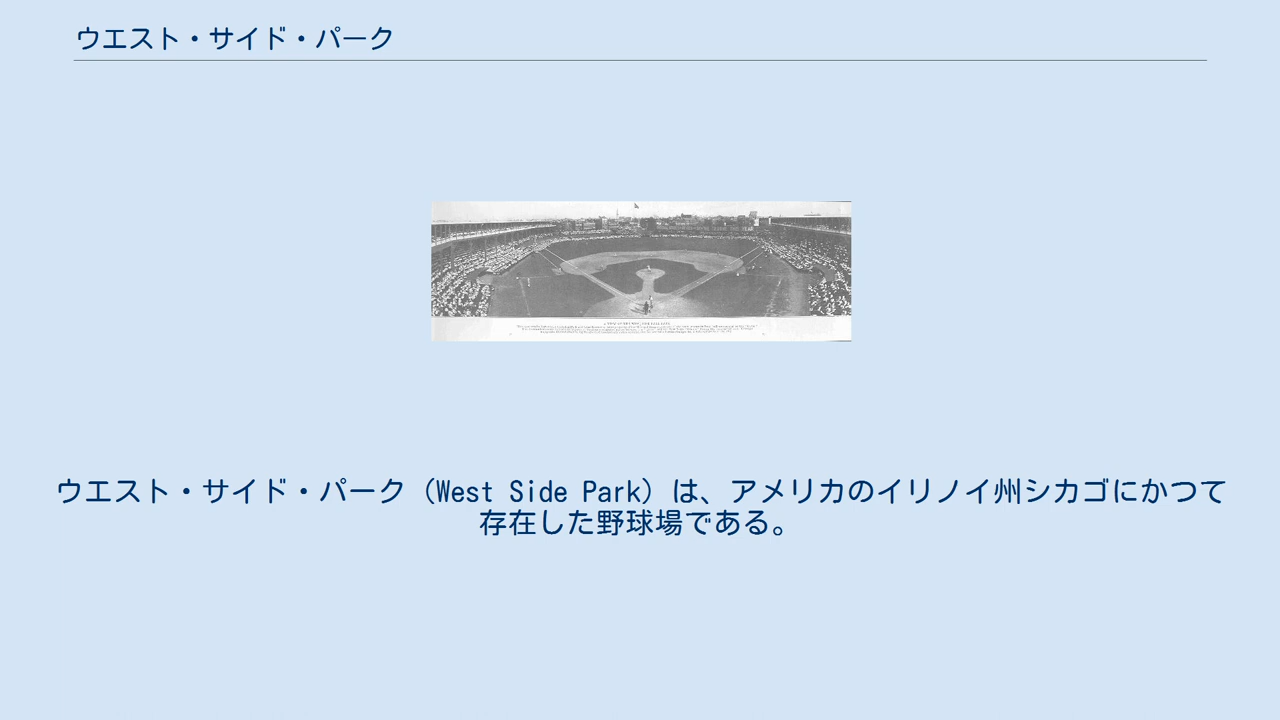 ウエスト・サイド・パーク
ウエスト・サイド・パーク（West Side Park）は、アメリカのイリノイ州シカゴにかつて
存在した野球場である。